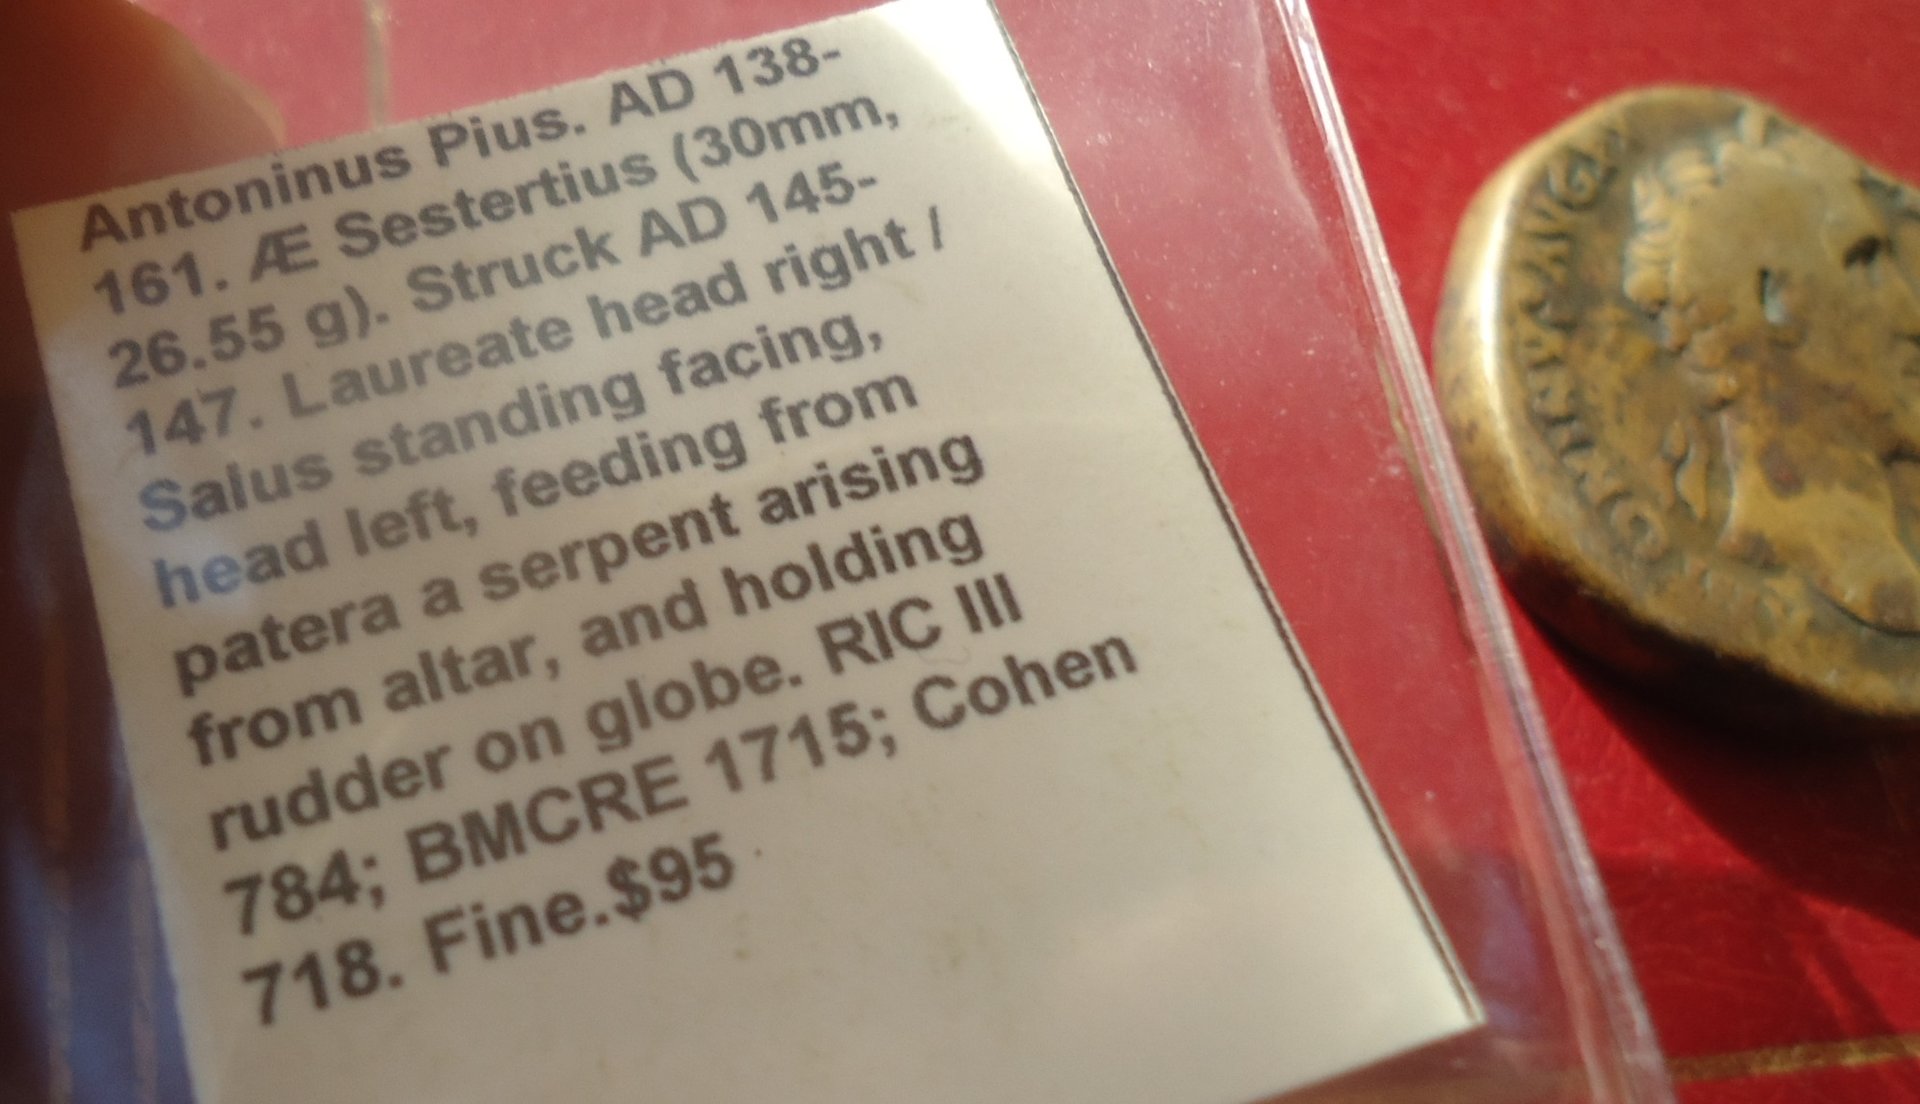 Antoninus Pius. AD 138-
161. Æ Sestertius (30mm,
26.55 g). Struck AD 145-
147. Laureate head right /
Salus standing facing,
head left, feeding from
patera a serpent arising
from altar, and holding
rudder on globe. RIC III
784; BMCRE 1715; Cohen
718. Fine.$95